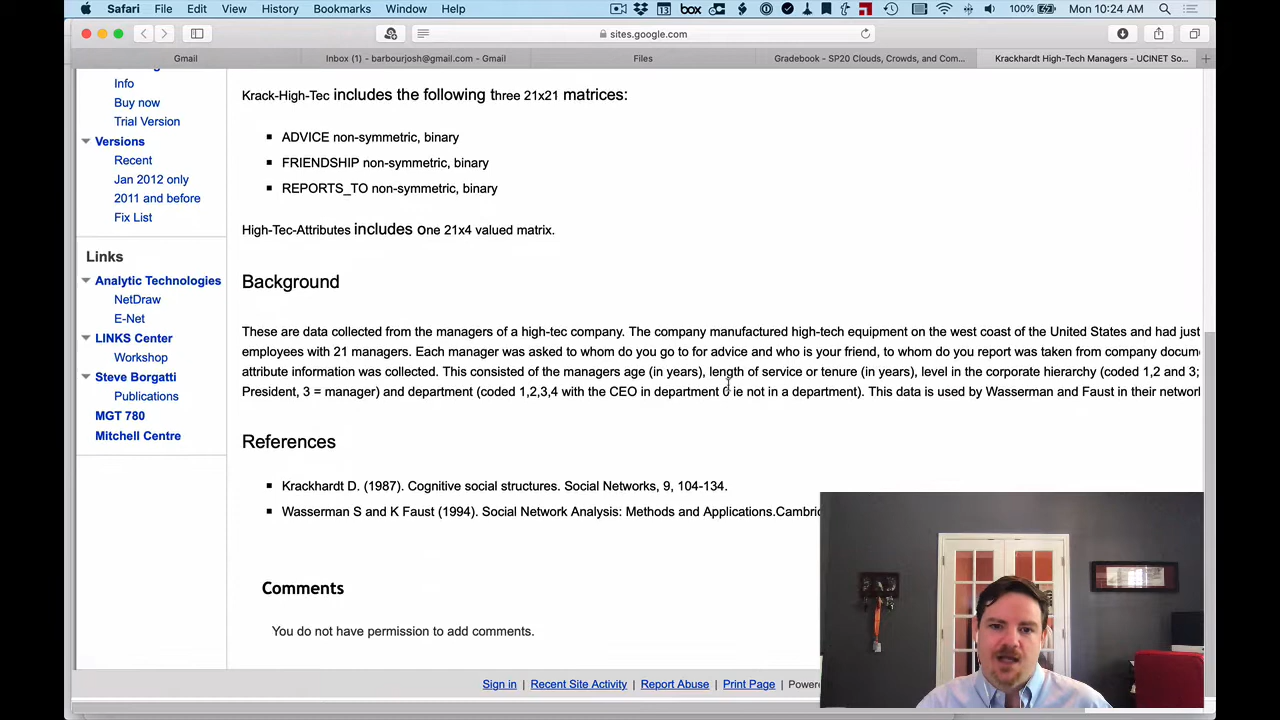 Safari File Edit View History Bookmarks Window Help box 100% Mon 10:24 AM
sites.google.com
Gmail Inbox (1) - barbourjosh@gmail.com - Gmail Files Gradebook - SP20 Clouds, Crowds, and Com... Krackhardt High-Tech Managers - UCINET So...
Info
Buy now
Trial Version
Versions
Recent
Jan 2012 only
2011 and before
Fix List
Links
Analytic Technologies
NetDraw
E-Net
LINKS Center
Workshop
Steve Borgatti
Publications
MGT 780
Mitchell Centre
Krack-High-Tec includes the following three 21x21 matrices:
ADVICE non-symmetric, binary
FRIENDSHIP non-symmetric, binary
REPORTS_TO non-symmetric, binary
High-Tec-Attributes includes one 21x4 valued matrix.
Background
These are data collected from the managers of a high-tec company. The company manufactured high-tech equipment on the west coast of the United States and had just
employees with 21 managers. Each manager was asked to whom do you go to for advice and who is your friend, to whom do you report was taken from company docum
attribute information was collected. This consisted of the managers age (in years), length of service or tenure (in years), level in the corporate hierarchy (coded 1,2 and 3;
President, 3 = manager) and department (coded 1,2,3,4 with the CEO in department 0 ie not in a department). This data is used by Wasserman and Faust in their networ
References
Krackhardt D. (1987). Cognitive social structures. Social Networks, 9, 104-134.
Wasserman S and K Faust (1994). Social Network Analysis: Methods and Applications.Cambri
Comments
You do not have permission to add comments.
Sign in | Recent Site Activity | Report Abuse | Print Page | Powere